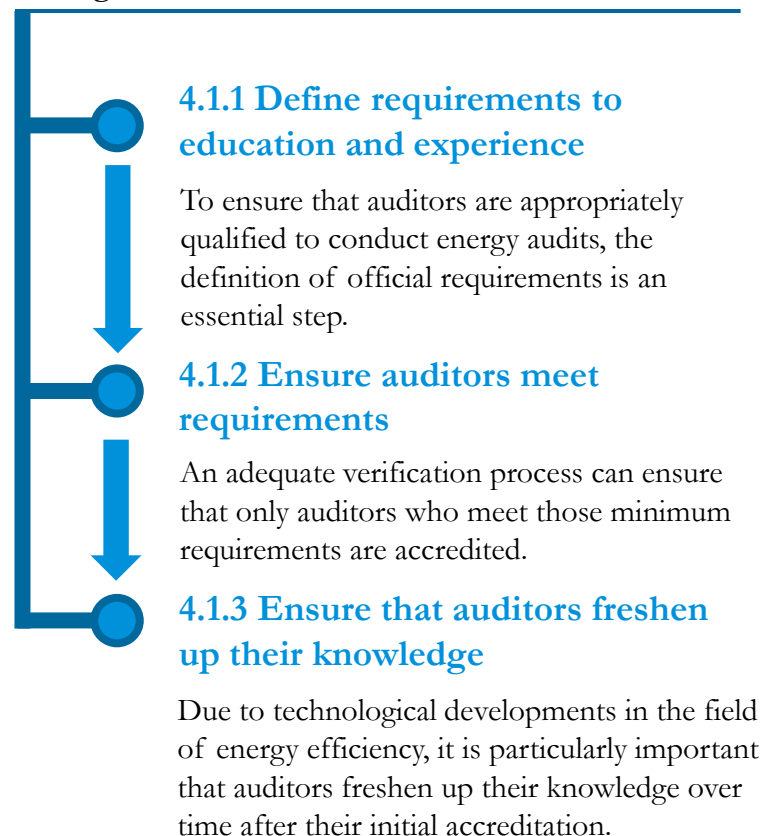 4.1.1 Define requirements to
education and experience
To ensure that auditors are appropriately
qualified to conduct energy audits, the
definition of official requirements is an
essential step.
4.1.2 Ensure auditors meet
requirements
An adequate verification process can ensure
that only auditors who meet those minimum
requirements are accredited.
4.1.3 Ensure that auditors freshen
up their knowledge
Due to technological developments in the field
of energy efficiency, it is particularly important
that auditors freshen up their knowledge over
time after their initial accreditation.